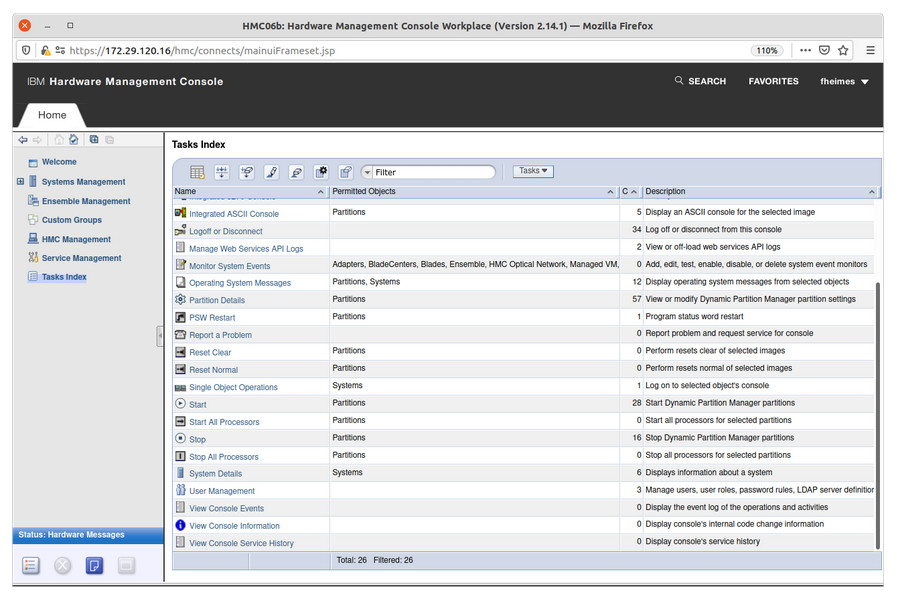 HMC06b: Hardware Management Console Workplace (Version 2.14.1) — Mozilla Firefox
https://172.29.120.16/hmc/connects/mainuiFrameset.jsp 110%
IBM Hardware Management Console SEARCH FAVORITES fheimes
Home
Welcome
Systems Management
Ensemble Management
Custom Groups
HMC Management
Service Management
Tasks Index
Status: Hardware Messages
Tasks Index
Filter Tasks
Name Permitted Objects C Description
Integrated ASCII Console Partitions 5 Display an ASCII console for the selected image
Logoff or Disconnect 34 Log off or disconnect from this console
Manage Web Services API Logs 2 View or off-load web services API logs
Monitor System Events Adapters, BladeCenters, Blades, Ensemble, HMC Optical Network, Managed VM, 0 Add, edit, test, enable, disable, or delete system event monitors
Operating System Messages Partitions, Systems 12 Display operating system messages from selected objects
Partition Details Partitions 57 View or modify Dynamic Partition Manager partition settings
PSW Restart Partitions 1 Program status word restart
Report a Problem 0 Report problem and request service for console
Reset Clear Partitions 0 Perform resets clear of selected images
Reset Normal Partitions 0 Perform resets normal of selected images
Single Object Operations Systems 1 Log on to selected object's console
Start Partitions 28 Start Dynamic Partition Manager partitions
Start All Processors Partitions 0 Start all processors for selected partitions
Stop Partitions 16 Stop Dynamic Partition Manager partitions
Stop All Processors Partitions 0 Stop all processors for selected partitions
System Details Systems 6 Displays information about a system
User Management 3 Manage users, user roles, password rules, LDAP server definition
View Console Events 0 Display the event log of the operations and activities
View Console Information 0 Display console's internal code change information
View Console Service History 0 Display console's service history
Total: 26 Filtered: 26